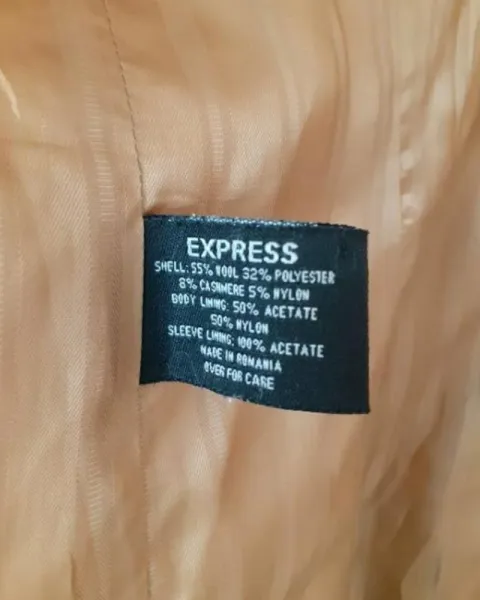 EXPRESS
SHELL: 55% WOOL 32% POLYESTER
8% CASHMERE 5% NYLON
BODY LINING: 50% ACETATE
50% NYLON
SLEEVE LINING: 100% ACETATE
MADE IN ROMANIA
OVER FOR CARE